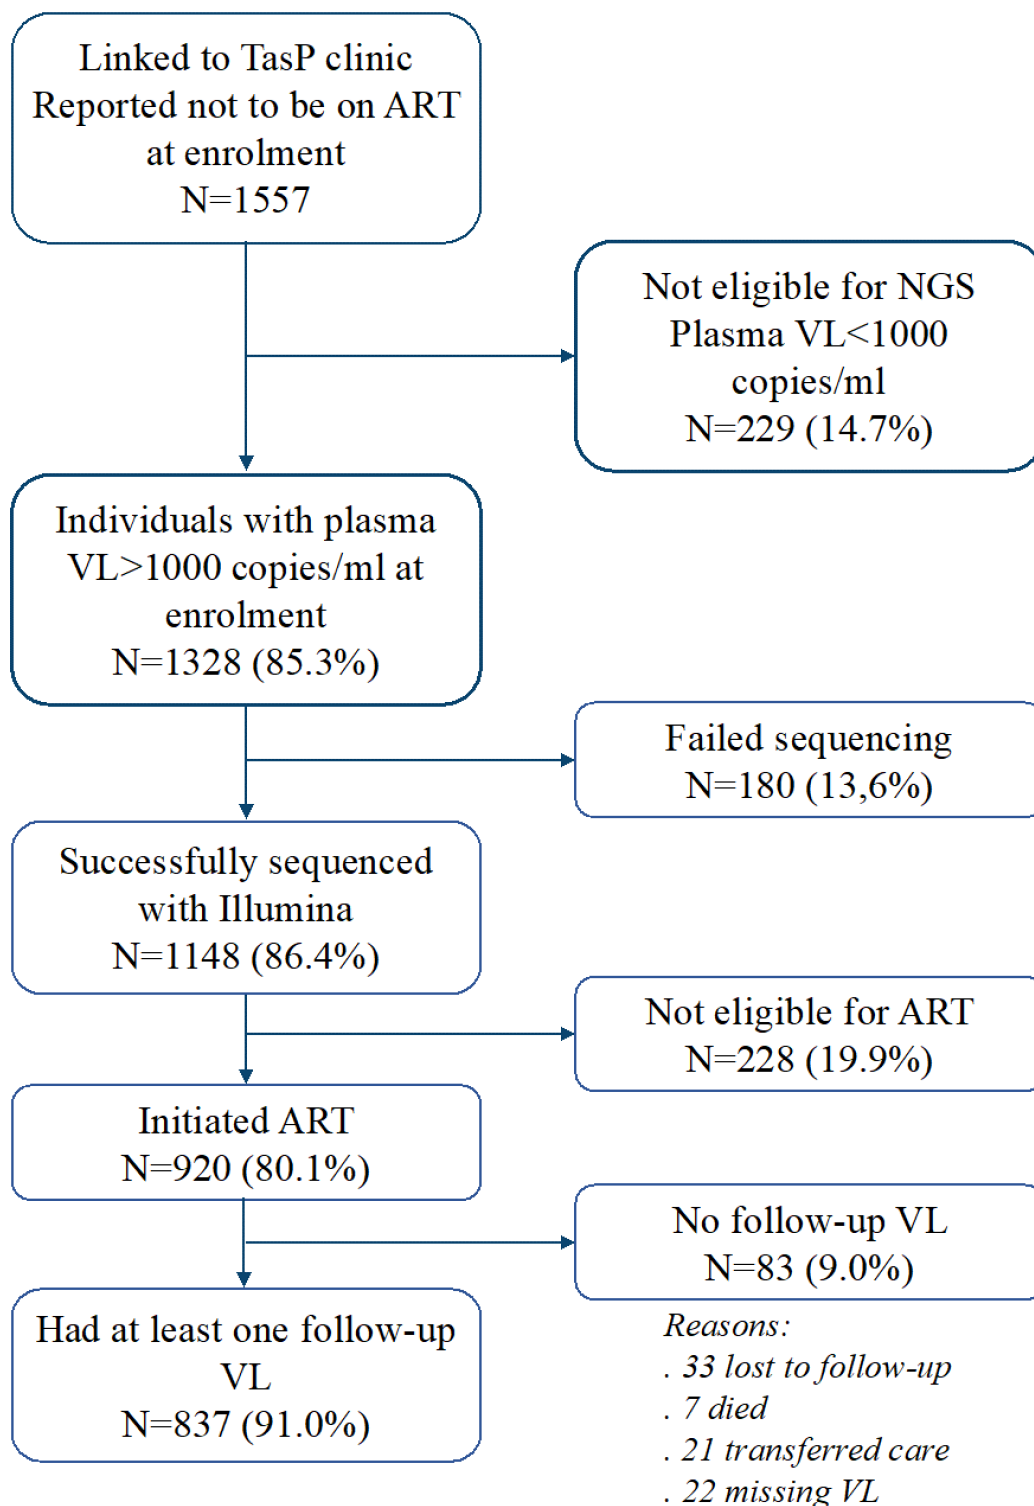 Linked to TasP clinic
Reported not to be on ART
at enrolment
N=1557
Not eligible for NGS
Plasma VL<1000
copies/ml
N=229 (14.7%)
Individuals with plasma
VL>1000 copies/ml at
enrolment
N=1328 (85.3%)
Failed sequencing
N=180 (13,6%)
Successfully sequenced
with Illumina
N=1148 (86.4%)
Not eligible for ART
N=228 (19.9%)
Initiated ART
N=920 (80.1%)
No follow-up VL
N=83 (9.0%)
Had at least one follow-up
VL
N=837 (91.0%)
Reasons:
. 33 lost to follow-up
. 7 died
. 21 transferred care
. 22 missing VL